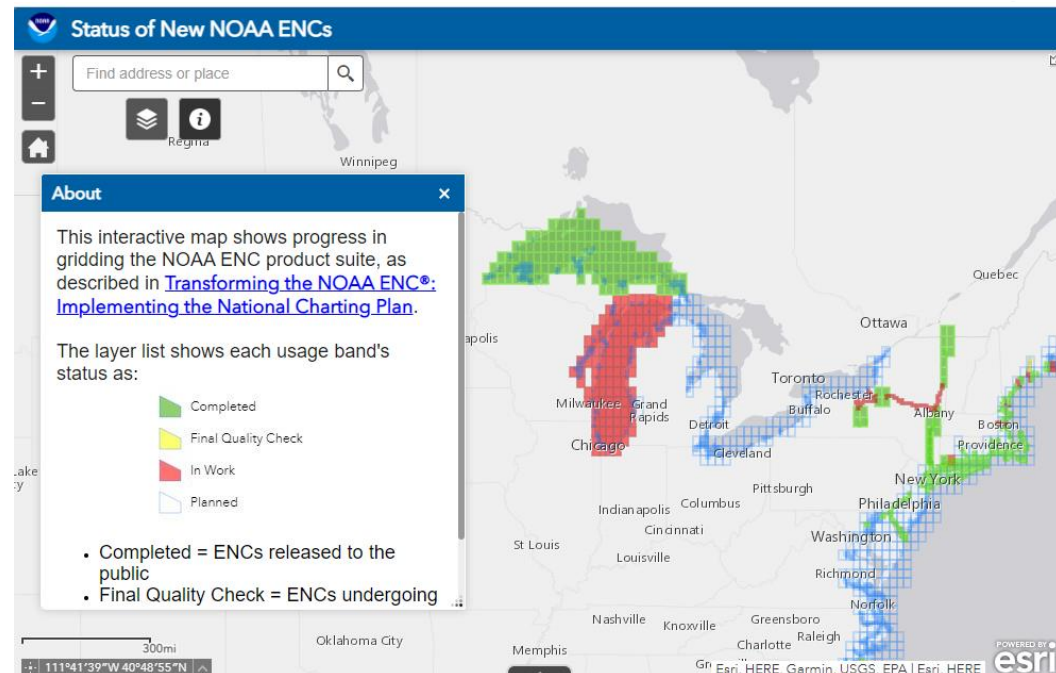 NOAA
Status of New NOAA ENCs
+
Find address or place
−
i
Regina
Winnipeg
About
×
This interactive map shows progress in
gridding the NOAA ENC product suite, as
described in Transforming the NOAA ENC®:
Implementing the National Charting Plan.
The layer list shows each usage band's
status as:
Completed
Final Quality Check
In Work
Planned
• Completed = ENCs released to the
public
• Final Quality Check = ENCs undergoing
Quebec
Ottawa
apolis
Toronto
Rochester
Buffalo
Albany
Milwaukee
Grand
Rapids
Detroit
Boston
Chicago
Cleveland
Providence
Lake
ty
New York
Pittsburgh
Philadelphia
Indianapolis
Columbus
Cincinnati
Washington
St Louis
Louisville
Richmond
Norfolk
Nashville
Knoxville
Greensboro
Raleigh
Oklahoma City
Memphis
Charlotte
300mi
111°41'39"W 40°48'55"N
Esri, HERE, Garmin, USGS, EPA | Esri, HERE
POWERED BY
esri